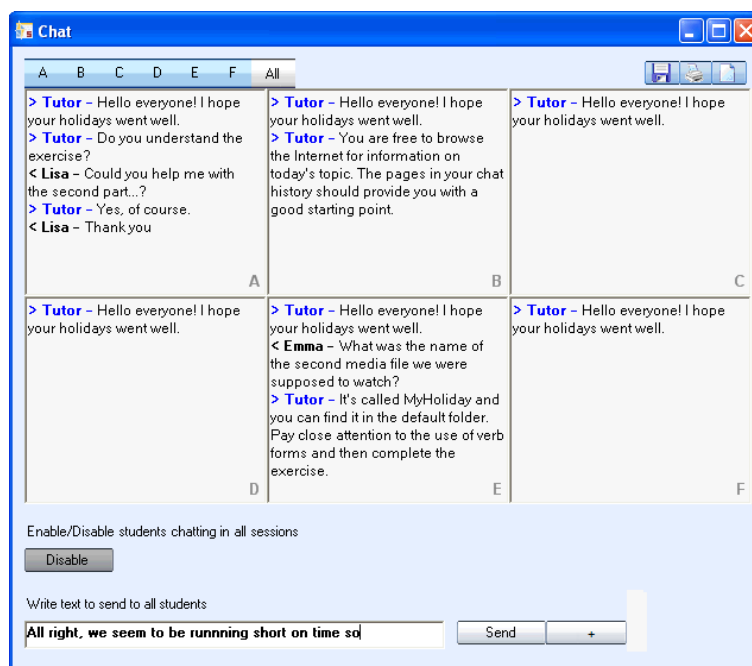 Chat
A B C D E F All
> Tutor – Hello everyone! I hope
your holidays went well.
> Tutor – Do you understand the
exercise?
< Lisa – Could you help me with
the second part...?
> Tutor – Yes, of course.
< Lisa – Thank you
A
> Tutor – Hello everyone! I hope
your holidays went well.
> Tutor – You are free to browse
the Internet for information on
today's topic. The pages in your chat
history should provide you with a
good starting point.
B
> Tutor – Hello everyone! I hope
your holidays went well.
C
> Tutor – Hello everyone! I hope
your holidays went well.
D
> Tutor – Hello everyone! I hope
your holidays went well.
< Emma – What was the name of
the second media file we were
supposed to watch?
> Tutor – It's called MyHoliday and
you can find it in the default folder.
Pay close attention to the use of verb
forms and then complete the
exercise.
E
> Tutor – Hello everyone! I hope
your holidays went well.
F
Enable/Disable students chatting in all sessions
Disable
Write text to send to all students
All right, we seem to be runnning short on time so
Send +